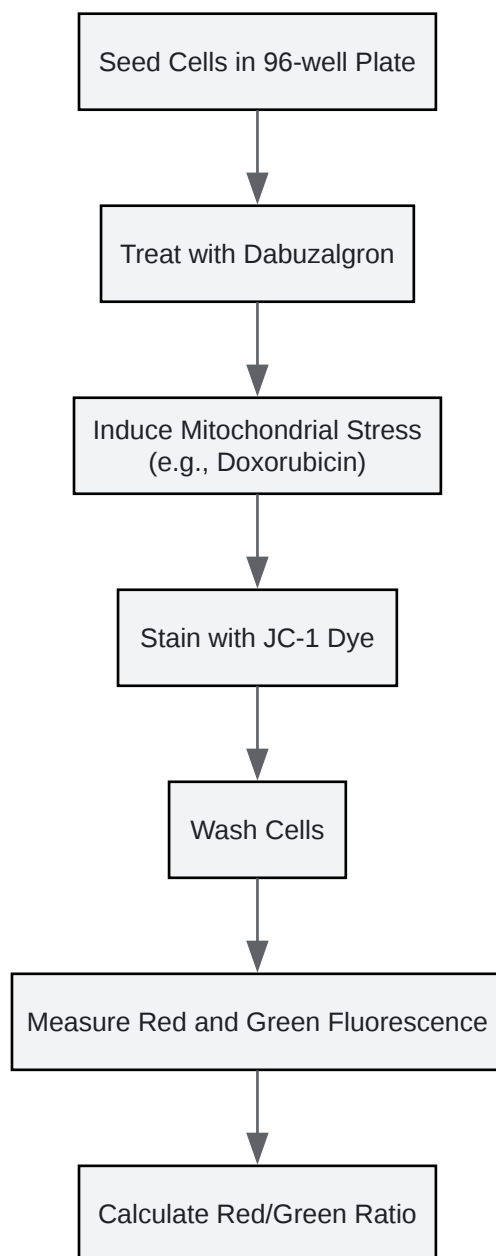 Seed Cells in 96-well Plate
Treat with Dabuzalgron
Induce Mitochondrial Stress
(e.g., Doxorubicin)
Stain with JC-1 Dye
Wash Cells
Measure Red and Green Fluorescence
Calculate Red/Green Ratio